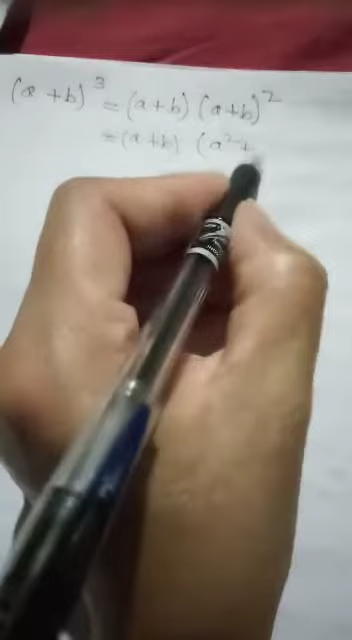 (a+b)³ = (a+b) (a+b)²
= (a+b) (a²+